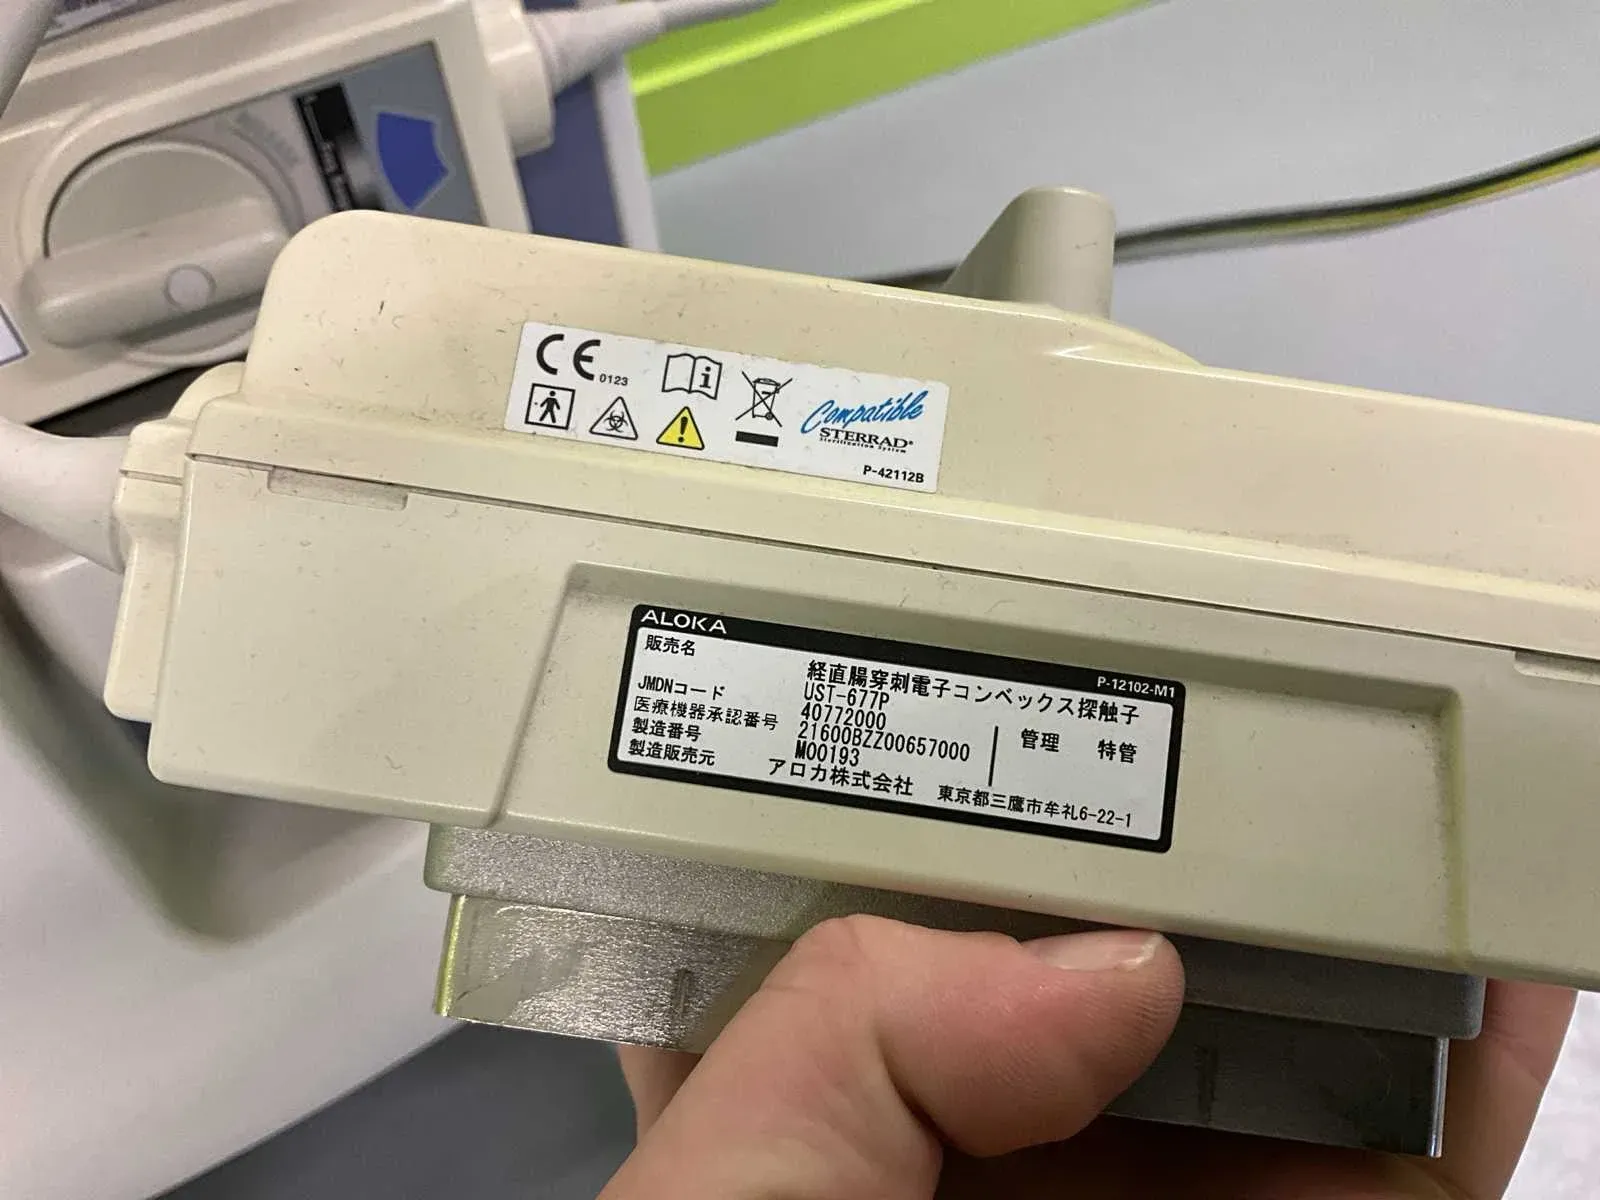 CE 0123
Compatible
STERRAD®
Sterilization System
P-42112B
ALOKA
P-12102-M1
販売名 経直腸穿刺電子コンベックス探触子
UST-677P
JMDNコード 40772000
医療機器承認番号 21600BZZ00657000
管理 特管
製造番号 M00193
製造販売元 アロカ株式会社 東京都三鷹市牟礼6-22-1